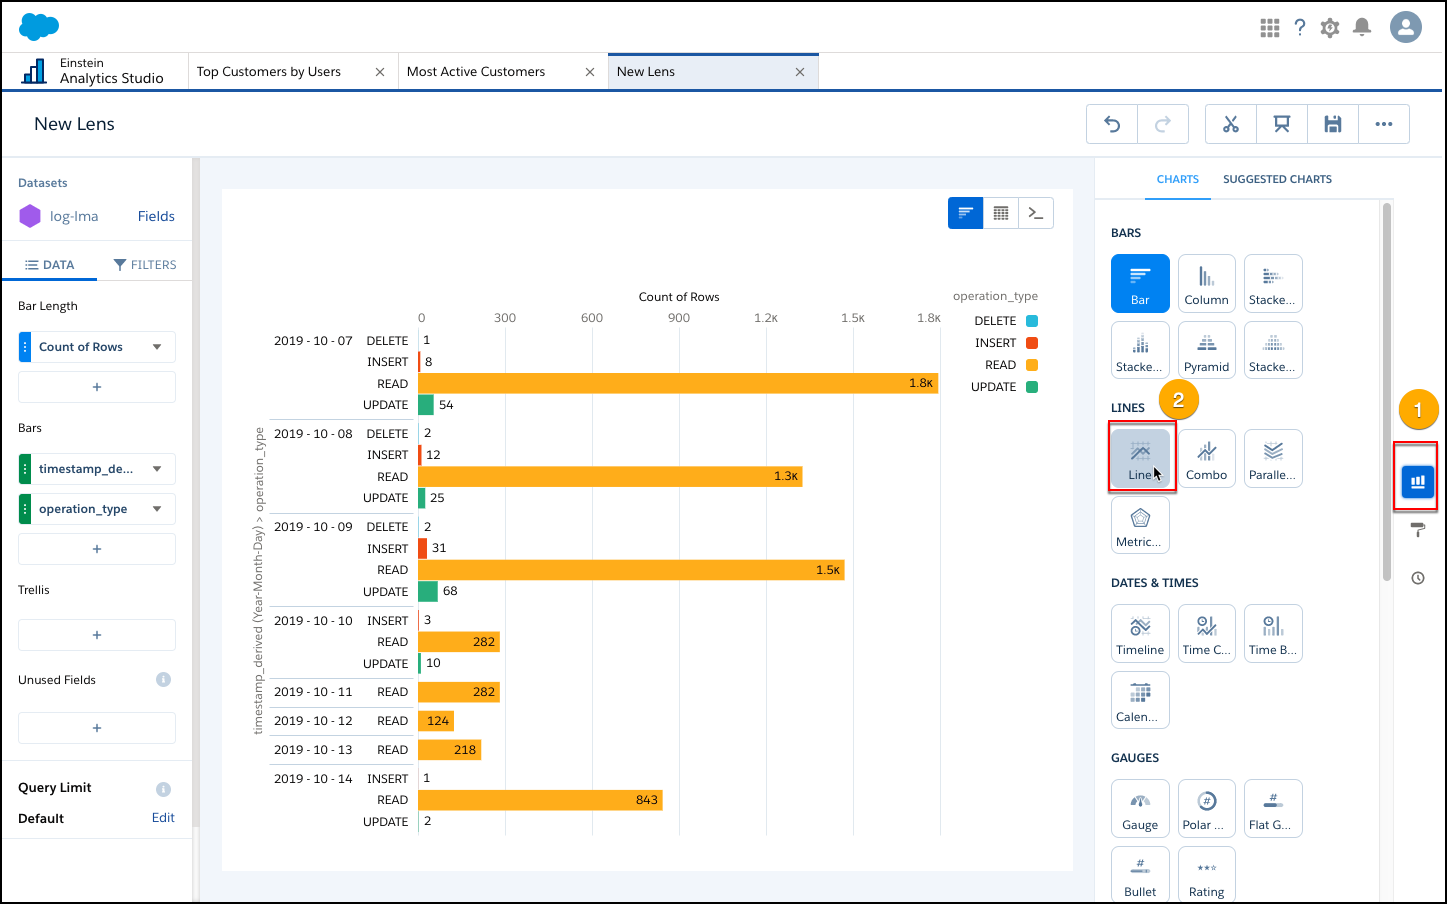 Einstein
Analytics Studio
Top Customers by Users
Most Active Customers
New Lens
New Lens
Datasets
log-lma
Fields
DATA
FILTERS
Bar Length
Count of Rows
+
Bars
timestamp_de...
operation_type
+
Trellis
+
Unused Fields
+
Query Limit
Default
Edit
Count of Rows
0 300 600 900 1.2K 1.5K 1.8K
timestamp_derived (Year-Month-Day) > operation_type
2019 - 10 - 07 DELETE 1
INSERT 8
READ 1.8K
UPDATE 54
2019 - 10 - 08 DELETE 2
INSERT 12
READ 1.3K
UPDATE 25
2019 - 10 - 09 DELETE 2
INSERT 31
READ 1.5K
UPDATE 68
2019 - 10 - 10 INSERT 3
READ 282
UPDATE 10
2019 - 10 - 11 READ 282
2019 - 10 - 12 READ 124
2019 - 10 - 13 READ 218
2019 - 10 - 14 INSERT 1
READ 843
UPDATE 2
operation_type
DELETE
INSERT
READ
UPDATE
CHARTS
SUGGESTED CHARTS
BARS
Bar Column Stacke...
Stacke... Pyramid Stacke...
LINES
2
Line Combo Paralle...
Metric...
DATES & TIMES
Timeline Time C... Time B...
Calen...
GAUGES
Gauge Polar ... Flat G...
Bullet Rating
1